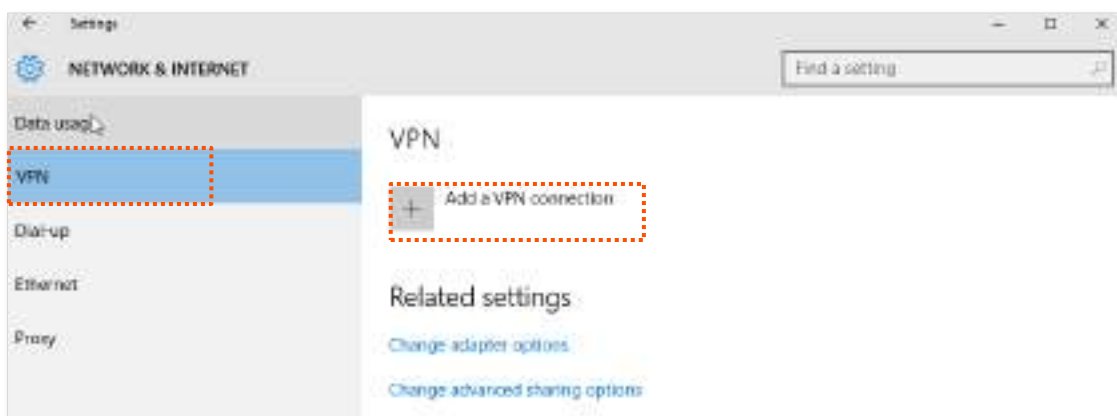 Settings
NETWORK & INTERNET
Find a setting
Data usage
VPN
Dial-up
Ethernet
Proxy
VPN
Add a VPN connection
Related settings
Change adapter options
Change advanced sharing options